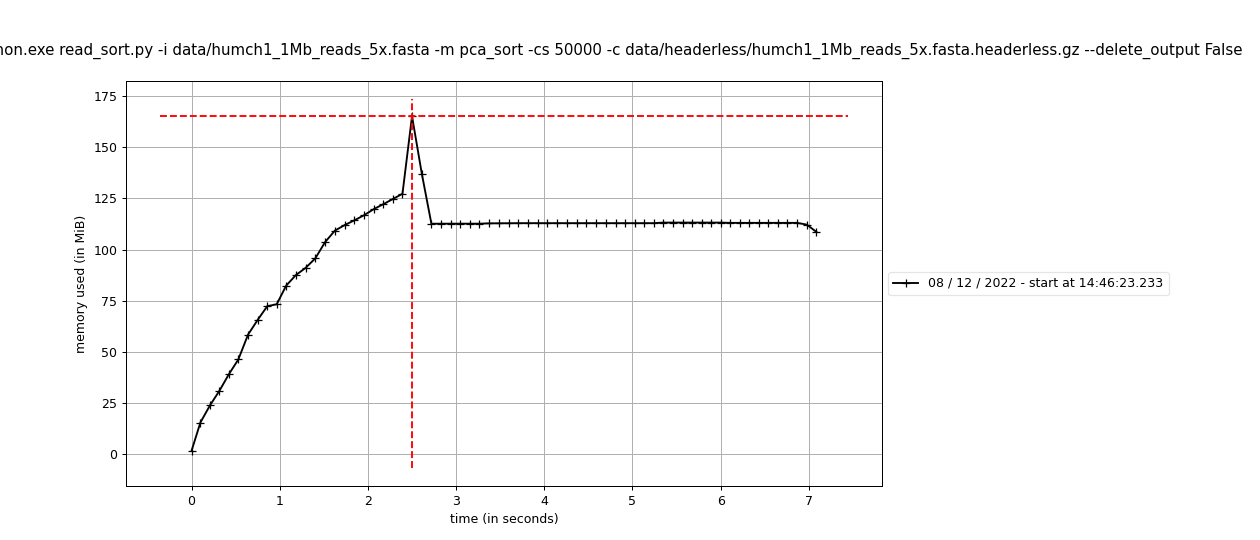 hon.exe read_sort.py -i data/humch1_1Mb_reads_5x.fasta -m pca_sort -cs 50000 -c data/headerless/humch1_1Mb_reads_5x.fasta.headerless.gz --delete_output False
175
150
125
100
75
50
25
0
memory used (in MiB)
0 1 2 3 4 5 6 7
time (in seconds)
08 / 12 / 2022 - start at 14:46:23.233